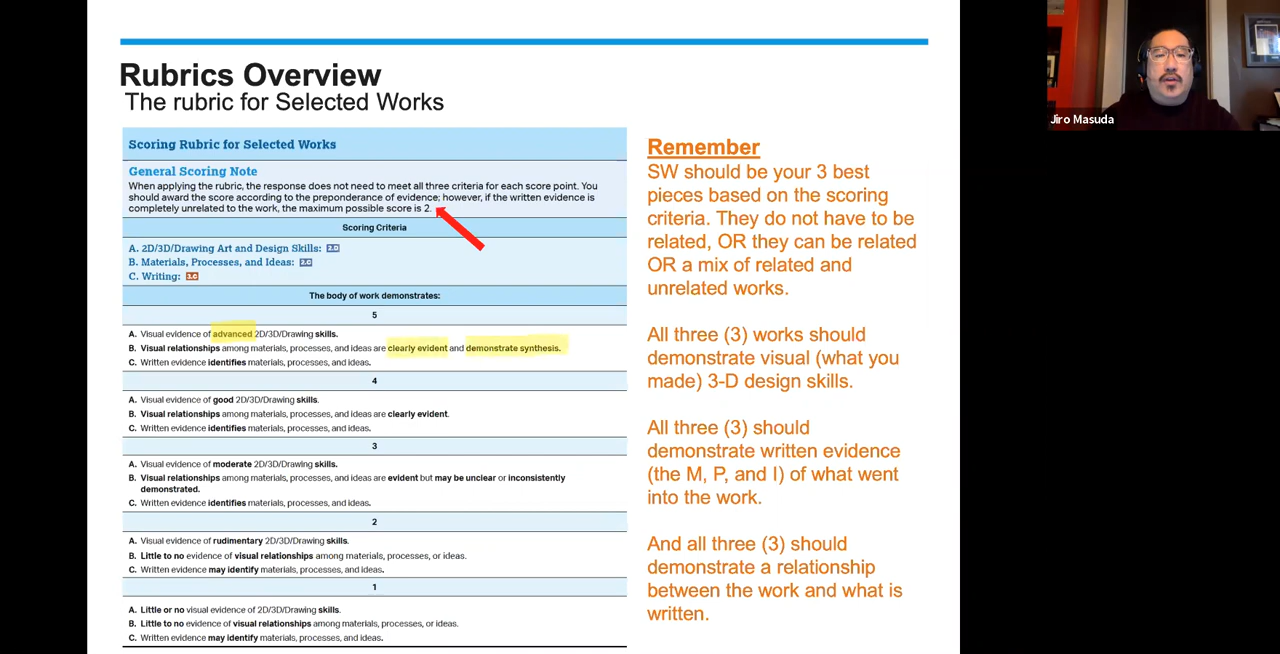 Rubrics Overview
The rubric for Selected Works
Scoring Rubric for Selected Works
General Scoring Note
When applying the rubric, the response does not need to meet all three criteria for each score point. You
should award the score according to the preponderance of evidence; however, if the written evidence is
completely unrelated to the work, the maximum possible score is 2.
Scoring Criteria
A. 2D/3D/Drawing Art and Design Skills: 2.D
B. Materials, Processes, and Ideas: 2.C
C. Writing: 3.C
The body of work demonstrates:
5
A. Visual evidence of advanced 2D/3D/Drawing skills.
B. Visual relationships among materials, processes, and ideas are clearly evident and demonstrate synthesis.
C. Written evidence identifies materials, processes, and ideas.
4
A. Visual evidence of good 2D/3D/Drawing skills.
B. Visual relationships among materials, processes, and ideas are clearly evident.
C. Written evidence identifies materials, processes, and ideas.
3
A. Visual evidence of moderate 2D/3D/Drawing skills.
B. Visual relationships among materials, processes, and ideas are evident but may be unclear or inconsistently
demonstrated.
C. Written evidence identifies materials, processes, and ideas.
2
A. Visual evidence of rudimentary 2D/3D/Drawing skills.
B. Little to no evidence of visual relationships among materials, processes, or ideas.
C. Written evidence may identify materials, processes, and ideas.
1
A. Little or no visual evidence of 2D/3D/Drawing skills.
B. Little to no evidence of visual relationships among materials, processes, or ideas.
C. Written evidence may identify materials, processes, and ideas.
Remember
SW should be your 3 best
pieces based on the scoring
criteria. They do not have to be
related, OR they can be related
OR a mix of related and
unrelated works.
All three (3) works should
demonstrate visual (what you
made) 3-D design skills.
All three (3) should
demonstrate written evidence
(the M, P, and I) of what went
into the work.
And all three (3) should
demonstrate a relationship
between the work and what is
written.
Jiro Masuda